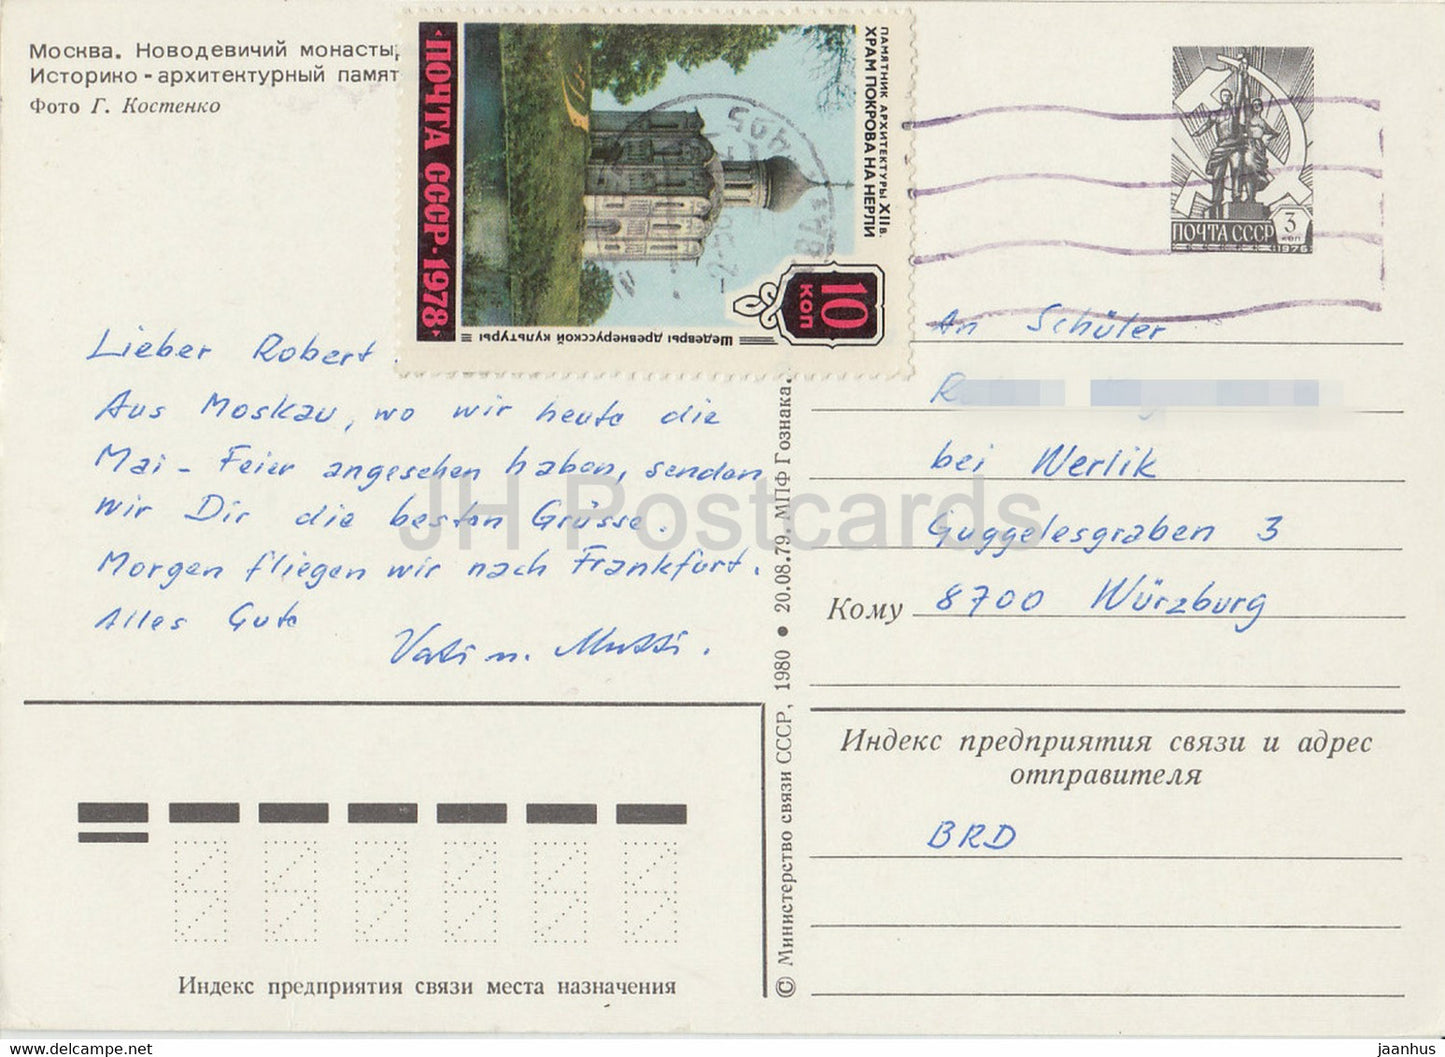 Москва. Новодевичий монасты
Историко-архитектурный памят
Фото Г. Костенко
ПОЧТА СССР·1978
ПАМЯТНИК АРХИТЕКТУРЫ XII в.
ХРАМ ПОКРОВА НА НЕРЛИ
10
КОП
Шедевры древнерусской культуры
ПОЧТА СССР
3
коп
1976
Lieber Robert
Aus Moskau, wo wir heute die
Mai-Feier angesehen haben, senden
wir Dir die besten Grüsse.
Morgen fliegen wir nach Frankfurt.
Alles Gute
Vati u. Mutti.
An Schüler
bei Werlik
Guggelesgraben 3
Кому 8700 Würzburg
Индекс предприятия связи и адрес
отправителя
BRD
© Министерство связи СССР, 1980 • 20.08.79. МПФ Гознака.
Индекс предприятия связи места назначения
JH Postcards
www.delcampe.net
jaanhus